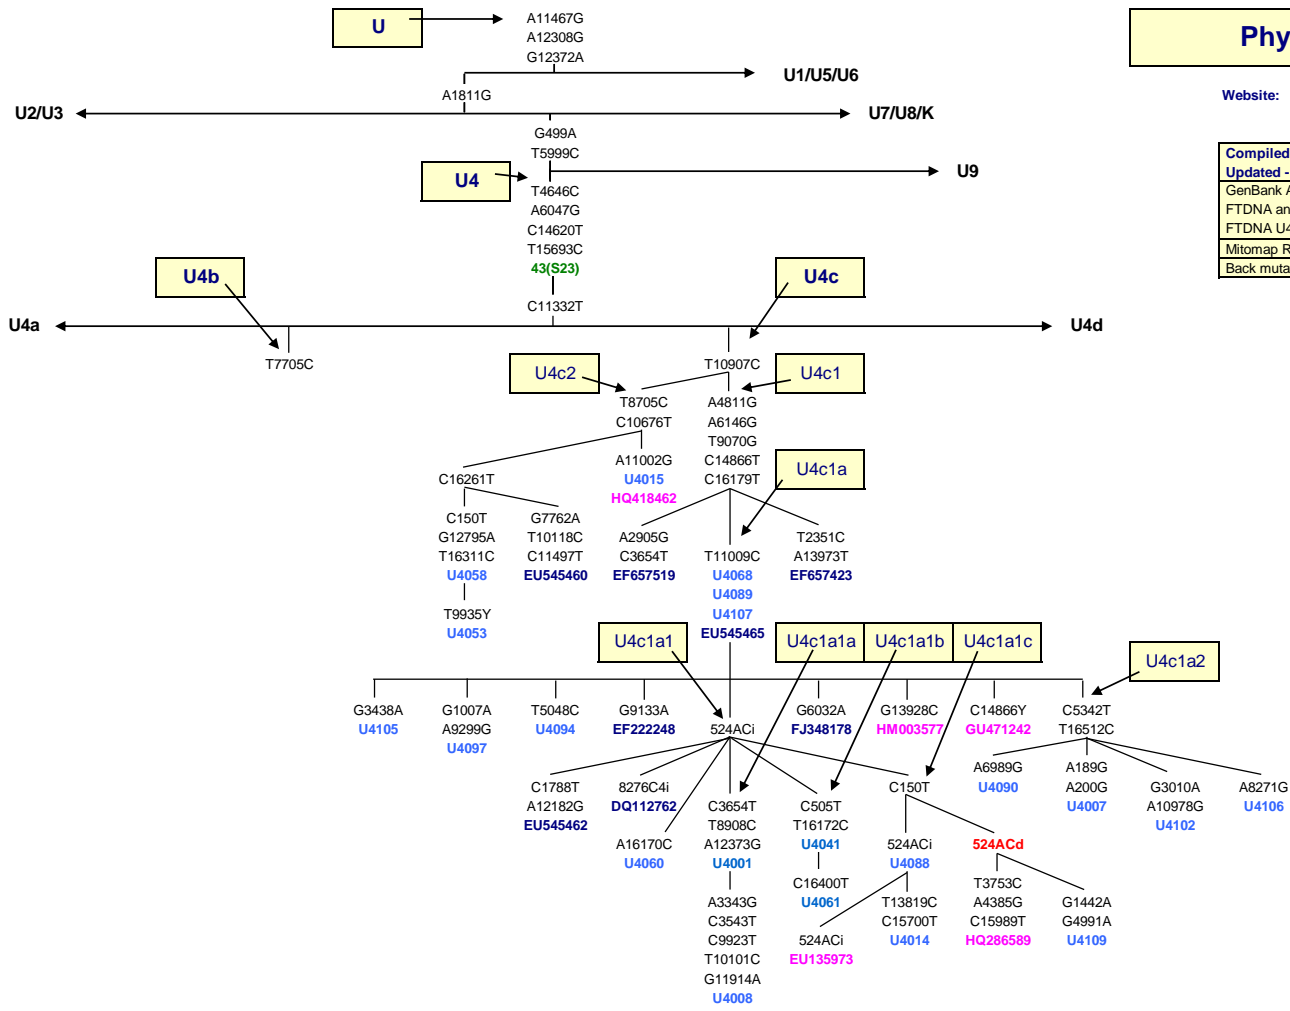 U
A11467G
A12308G
G12372A
Phy
U1/U5/U6
Website:
A1811G
U2/U3
U7/U8/K
G499A
T5999C
Compiled
Updated -
GenBank A
FTDNA an
FTDNA U4
Mitomap R
Back muta
U4
U9
T4646C
A6047G
C14620T
T15693C
43(S23)
U4b
U4c
C11332T
U4a
U4d
T7705C
T10907C
U4c2
U4c1
T8705C
C10676T
A4811G
A6146G
T9070G
C14866T
C16179T
A11002G
U4015
HQ418462
U4c1a
C16261T
C150T
G12795A
T16311C
U4058
T9935Y
U4053
G7762A
T10118C
C11497T
EU545460
A2905G
C3654T
EF657519
T11009C
U4068
U4089
U4107
EU545465
T2351C
A13973T
EF657423
U4c1a1
U4c1a1a
U4c1a1b
U4c1a1c
U4c1a2
G3438A
U4105
G1007A
A9299G
U4097
T5048C
U4094
G9133A
EF222248
524ACi
G6032A
FJ348178
G13928C
HM003577
C14866Y
GU471242
C5342T
T16512C
C1788T
A12182G
EU545462
8276C4i
DQ112762
A16170C
U4060
C3654T
T8908C
A12373G
U4001
A3343G
C3543T
C9923T
T10101C
G11914A
U4008
C505T
T16172C
U4041
C16400T
U4061
C150T
524ACi
U4088
524ACi
EU135973
T13819C
C15700T
U4014
524ACd
T3753C
A4385G
C15989T
HQ286589
G1442A
G4991A
U4109
A6989G
U4090
A189G
A200G
U4007
G3010A
A10978G
U4102
A8271G
U4106